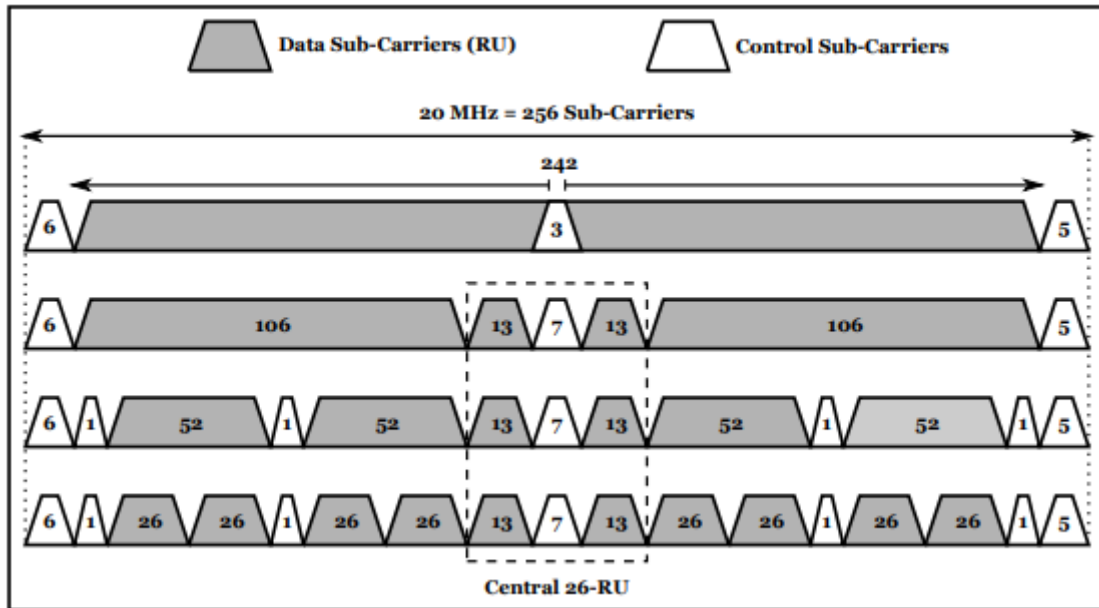 Data Sub-Carriers (RU) Control Sub-Carriers
20 MHz = 256 Sub-Carriers
242
6 3 5
6 106 13 7 13 106 5
6 1 52 1 52 13 7 13 52 1 52 1 5
6 1 26 26 1 26 26 13 7 13 26 26 1 26 26 1 5
Central 26-RU